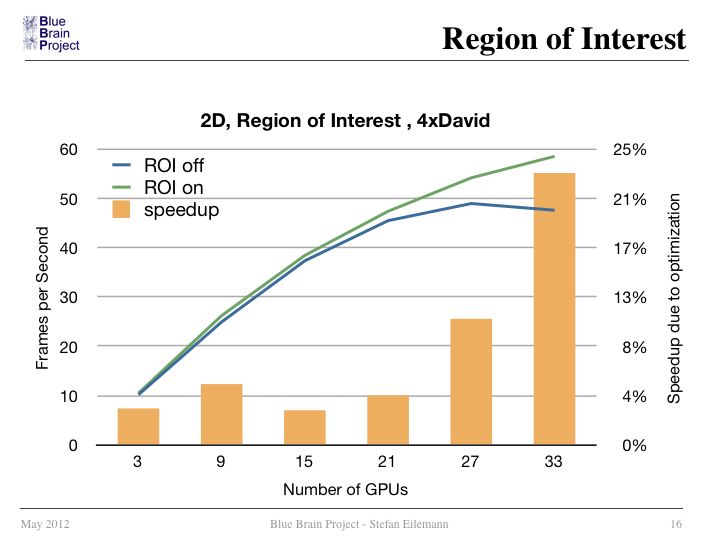 Blue
Brain
Project
Region of Interest
2D, Region of Interest , 4xDavid
ROI off
ROI on
speedup
Frames per Second
60
50
40
30
20
10
0
25%
21%
17%
13%
8%
4%
0%
Speedup due to optimization
3 9 15 21 27 33
Number of GPUs
May 2012 Blue Brain Project - Stefan Eilemann 16